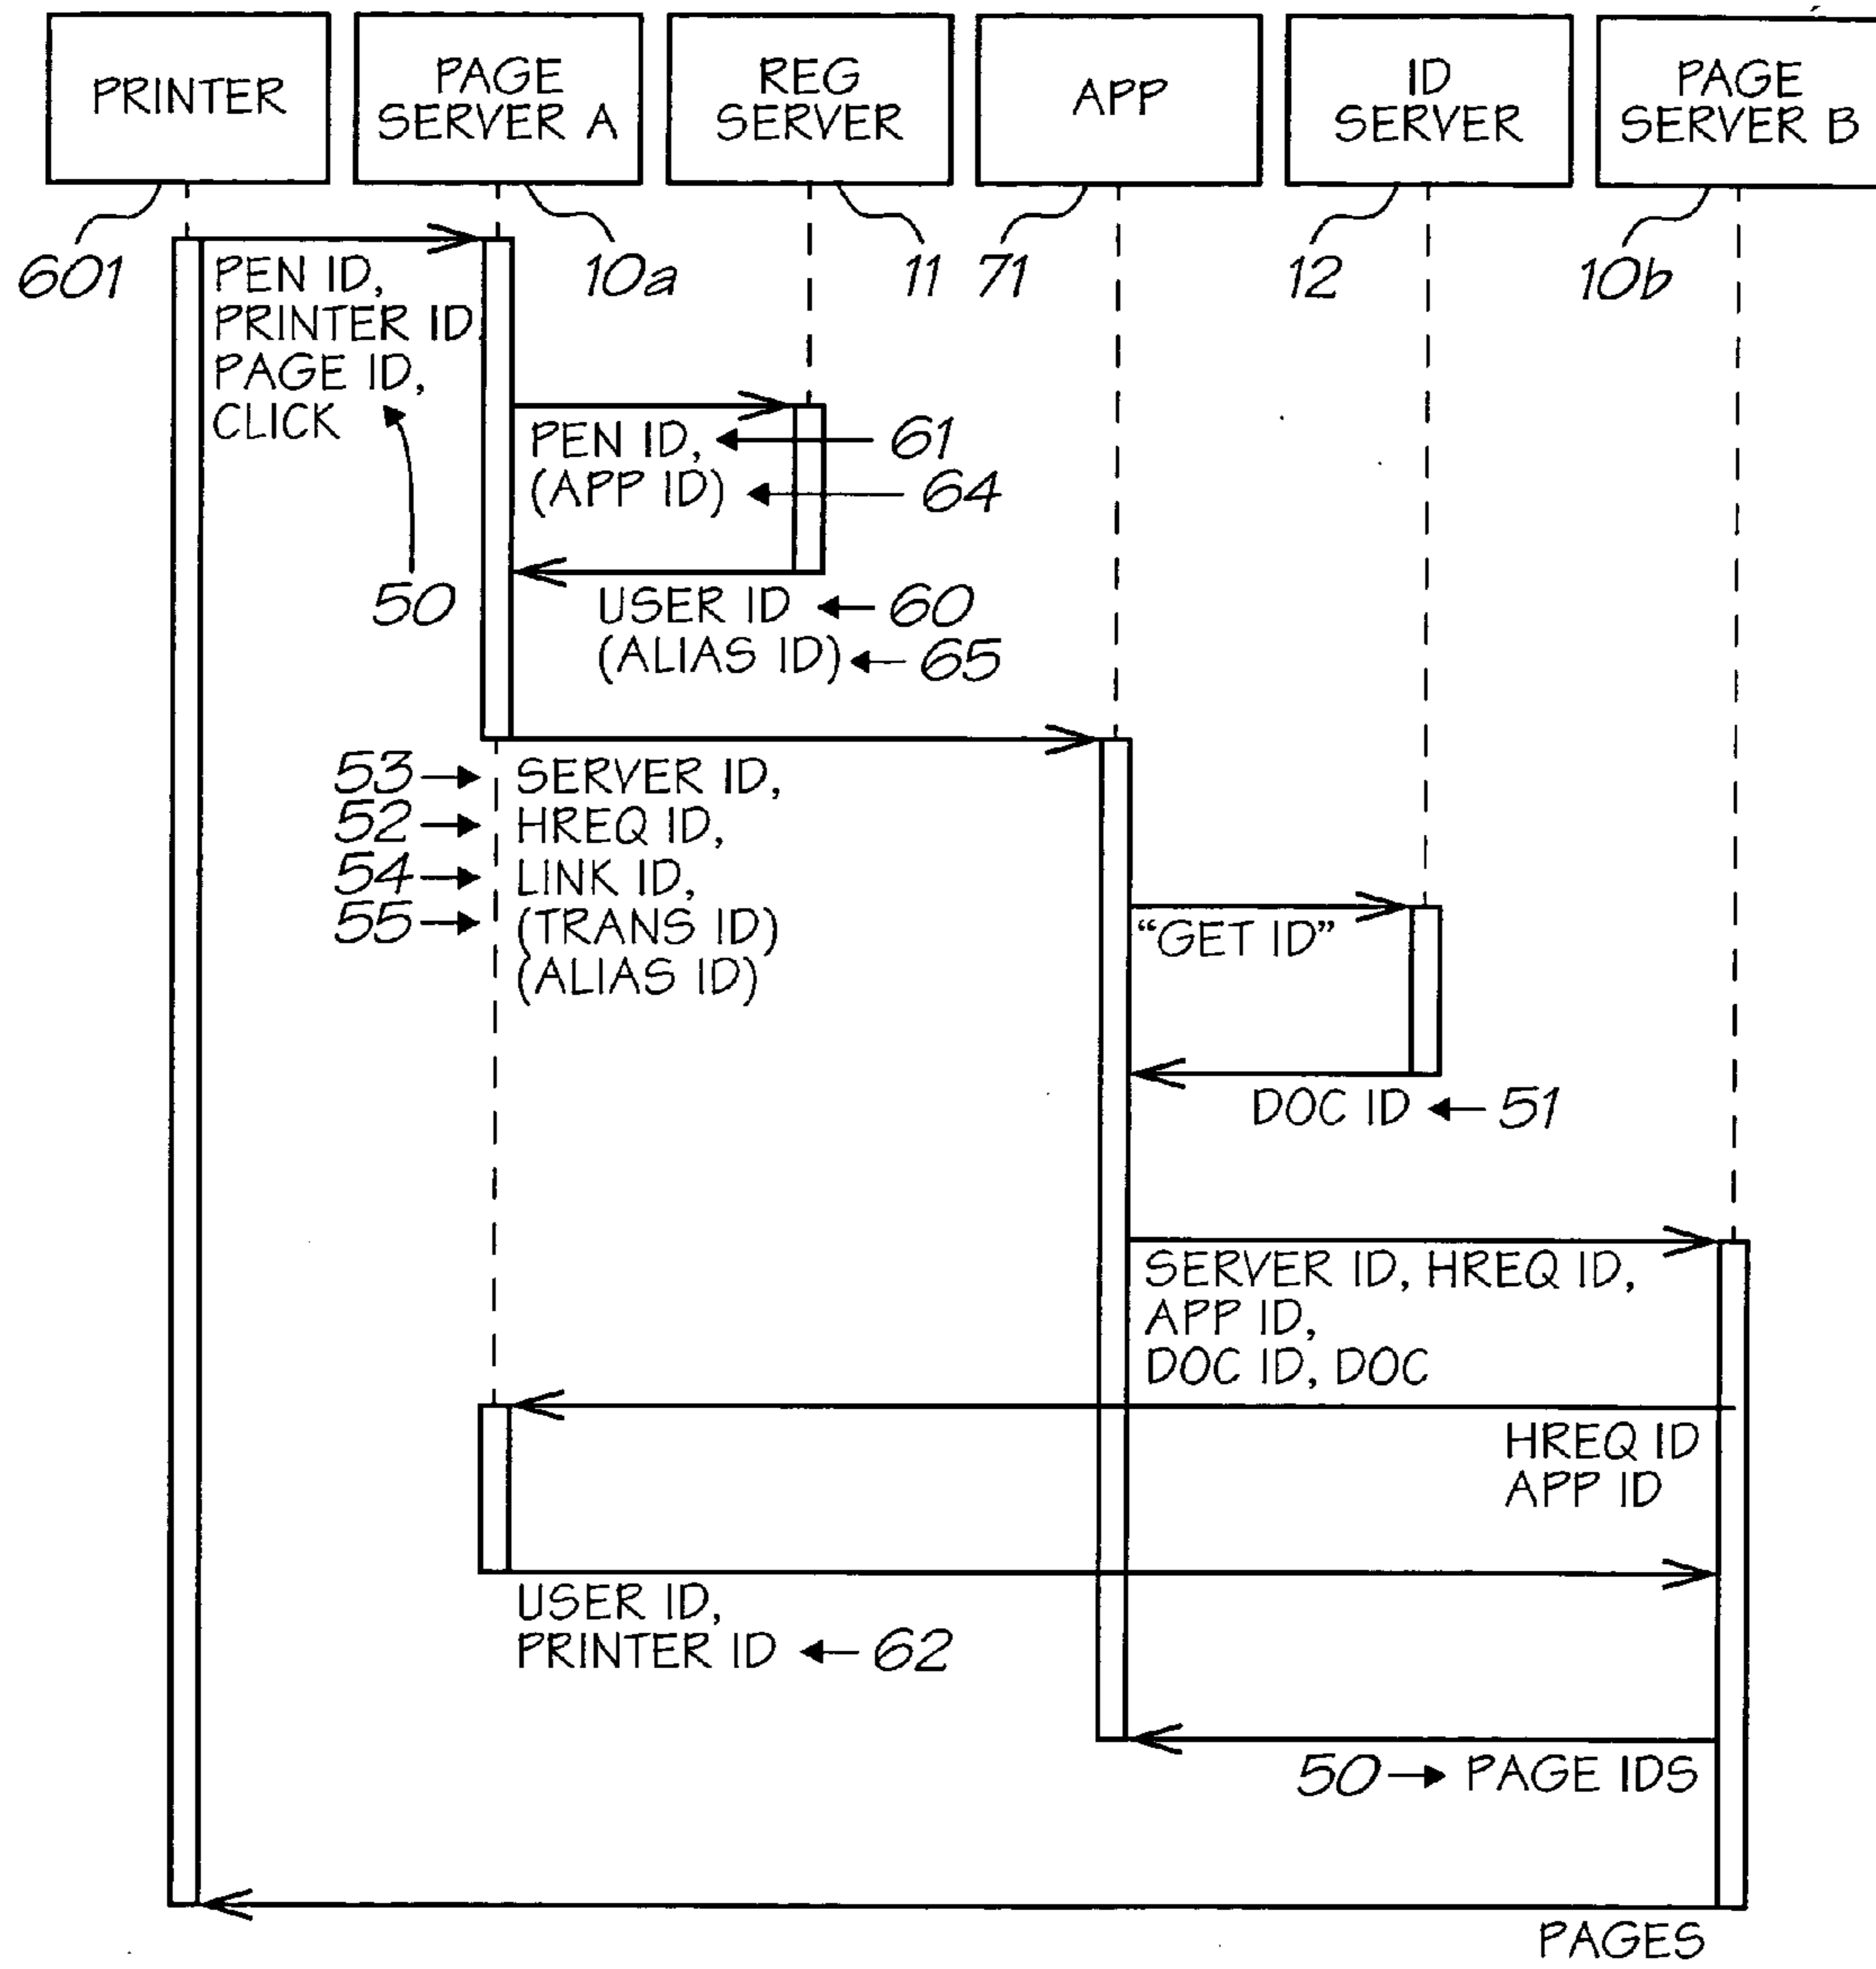 PRINTER
PAGE
SERVER A
REG
SERVER
APP
ID
SERVER
PAGE
SERVER B
601
10a
11
71
12
10b
PEN ID,
PRINTER ID
PAGE ID,
CLICK
50
PEN ID,
61
(APP ID)
64
USER ID
60
(ALIAS ID)
65
53
SERVER ID,
52
HREQ ID,
54
LINK ID,
55
(TRANS ID)
(ALIAS ID)
“GET ID”
DOC ID
51
SERVER ID, HREQ ID,
APP ID,
DOC ID, DOC
HREQ ID
APP ID
USER ID,
PRINTER ID
62
50
PAGE IDS
PAGES